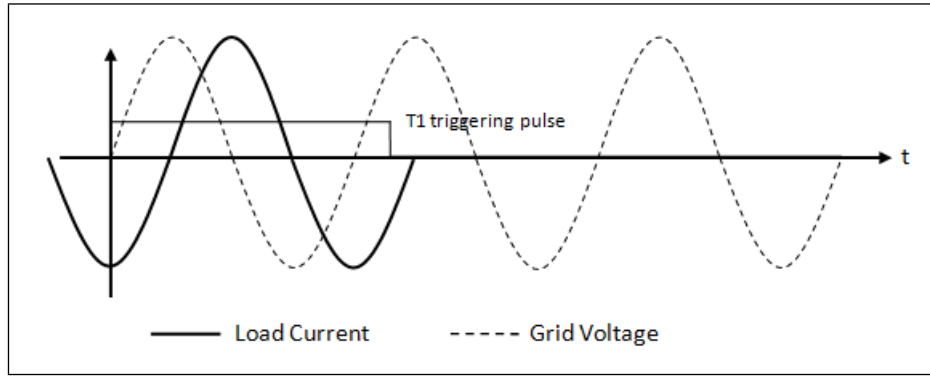 T1 triggering pulse
t
Load Current
Grid Voltage